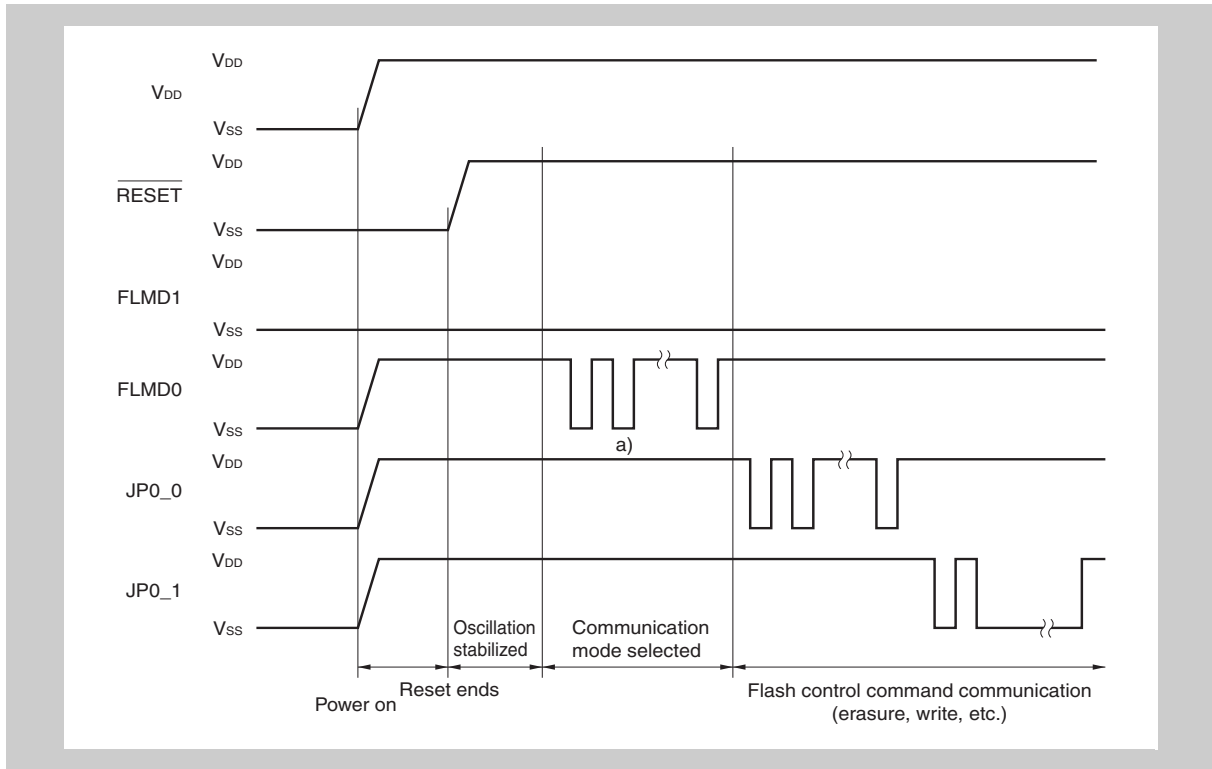 VDD
VDD
VSS
VDD
RESET
VSS
VDD
FLMD1
VSS
VDD
FLMD0
VSS
a)
VDD
JP0_0
VSS
VDD
JP0_1
VSS
Oscillation
stabilized
Communication
mode selected
Reset ends
Power on
Flash control command communication
(erasure, write, etc.)